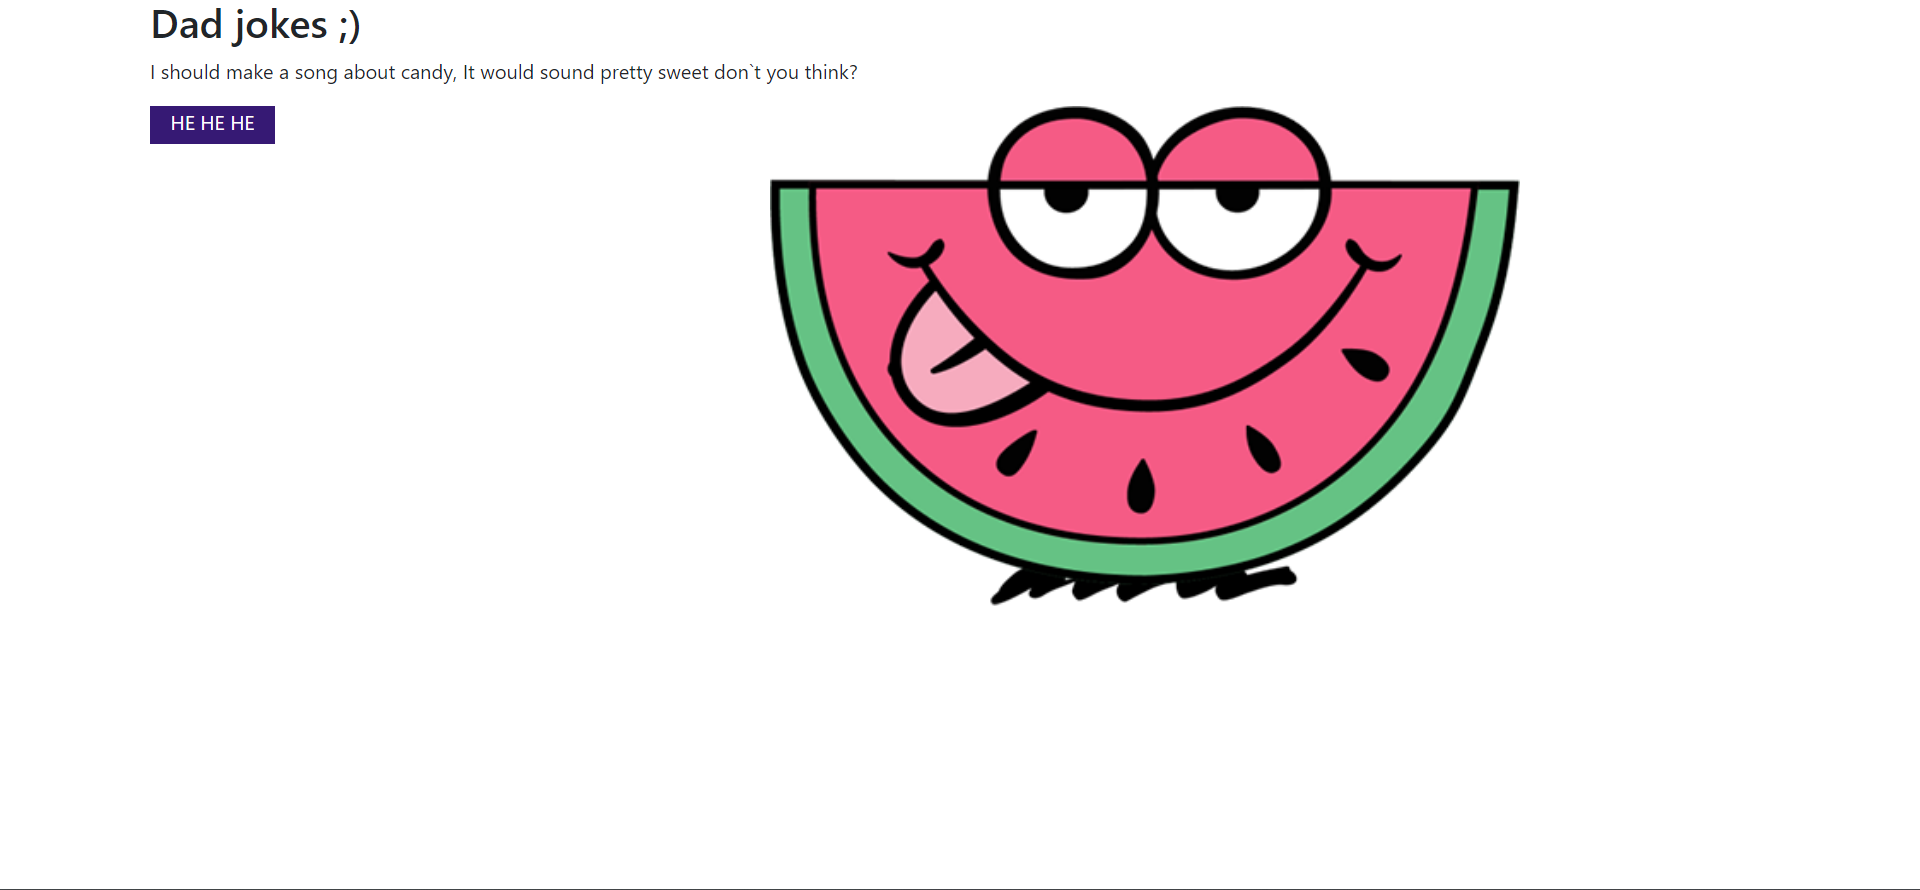 Dad jokes ;)
I should make a song about candy, It would sound pretty sweet don`t you think?
HE HE HE